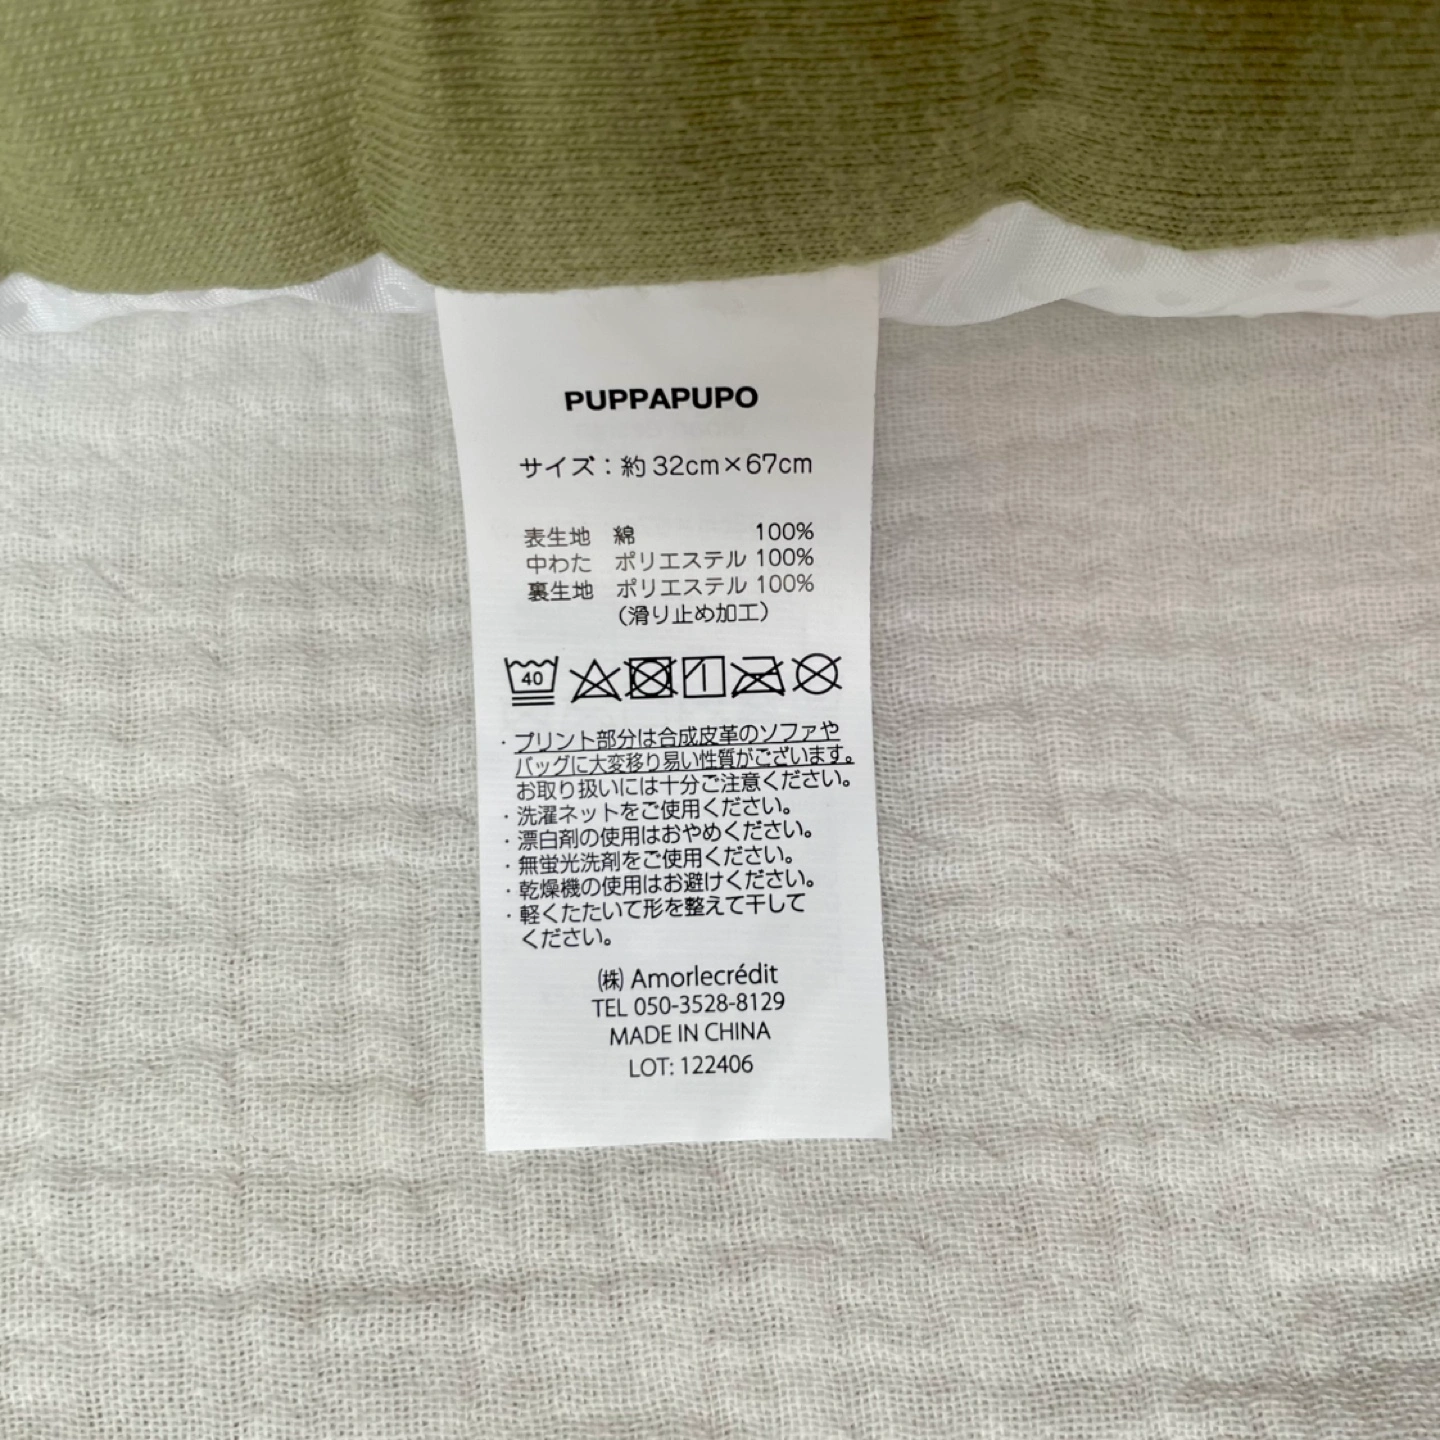 PUPPAPUPO
サイズ：約32cm×67cm
表生地 綿 100%
中わた ポリエステル 100%
裏生地 ポリエステル 100%
（滑り止め加工）
40
・プリント部分は合成皮革のソファや
バッグに大変移り易い性質がございます。
お取り扱いには十分ご注意ください。
・洗濯ネットをご使用ください。
・漂白剤の使用はおやめください。
・無蛍光洗剤をご使用ください。
・乾燥機の使用はお避けください。
・軽くたたいて形を整えて干して
ください。
㈱ Amorlecrédit
TEL 050-3528-8129
MADE IN CHINA
LOT: 122406